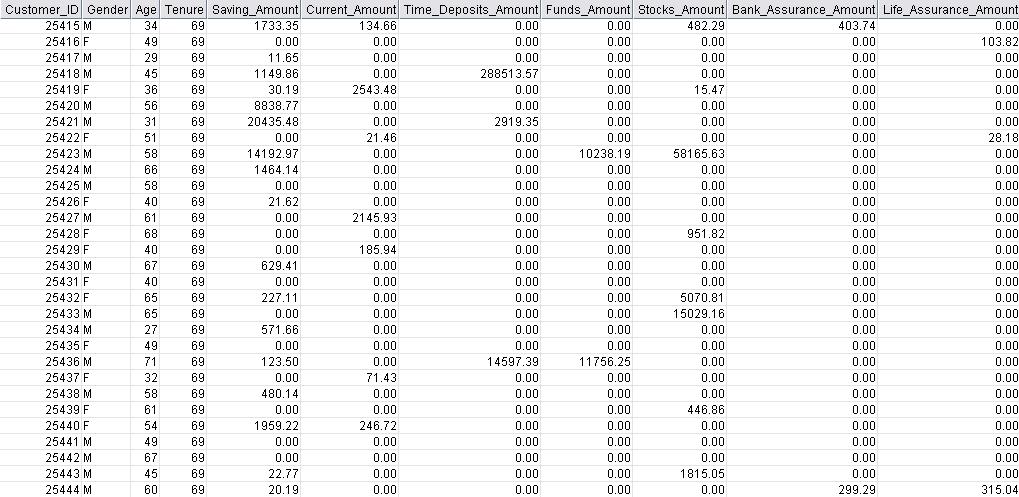 Customer_ID Gender Age Tenure Saving_Amount Current_Amount Time_Deposits_Amount Funds_Amount Stocks_Amount Bank_Assurance_Amount Life_Assurance_Amount
25415 M 34 69 1733.35 134.66 0.00 0.00 482.29 403.74 0.00
25416 F 49 69 0.00 0.00 0.00 0.00 0.00 0.00 103.82
25417 M 29 69 11.65 0.00 0.00 0.00 0.00 0.00 0.00
25418 M 45 69 1149.86 0.00 288513.57 0.00 0.00 0.00 0.00
25419 F 36 69 30.19 2543.48 0.00 0.00 15.47 0.00 0.00
25420 M 56 69 8838.77 0.00 0.00 0.00 0.00 0.00 0.00
25421 M 31 69 20435.48 0.00 2919.35 0.00 0.00 0.00 0.00
25422 F 51 69 0.00 21.46 0.00 0.00 0.00 0.00 28.18
25423 M 58 69 14192.97 0.00 0.00 10238.19 58165.63 0.00 0.00
25424 M 66 69 1464.14 0.00 0.00 0.00 0.00 0.00 0.00
25425 M 58 69 0.00 0.00 0.00 0.00 0.00 0.00 0.00
25426 F 40 69 21.62 0.00 0.00 0.00 0.00 0.00 0.00
25427 M 61 69 0.00 2145.93 0.00 0.00 0.00 0.00 0.00
25428 F 68 69 0.00 0.00 0.00 0.00 951.82 0.00 0.00
25429 F 40 69 0.00 185.94 0.00 0.00 0.00 0.00 0.00
25430 M 67 69 629.41 0.00 0.00 0.00 0.00 0.00 0.00
25431 F 40 69 0.00 0.00 0.00 0.00 0.00 0.00 0.00
25432 F 65 69 227.11 0.00 0.00 0.00 5070.81 0.00 0.00
25433 M 65 69 0.00 0.00 0.00 0.00 15029.16 0.00 0.00
25434 M 27 69 571.66 0.00 0.00 0.00 0.00 0.00 0.00
25435 F 49 69 0.00 0.00 0.00 0.00 0.00 0.00 0.00
25436 M 71 69 123.50 0.00 14597.39 11756.25 0.00 0.00 0.00
25437 F 32 69 0.00 71.43 0.00 0.00 0.00 0.00 0.00
25438 M 58 69 480.14 0.00 0.00 0.00 0.00 0.00 0.00
25439 F 61 69 0.00 0.00 0.00 0.00 446.86 0.00 0.00
25440 F 54 69 1959.22 246.72 0.00 0.00 0.00 0.00 0.00
25441 M 49 69 0.00 0.00 0.00 0.00 0.00 0.00 0.00
25442 M 67 69 0.00 0.00 0.00 0.00 0.00 0.00 0.00
25443 M 45 69 22.77 0.00 0.00 0.00 1815.05 0.00 0.00
25444 M 60 69 20.19 0.00 0.00 0.00 0.00 299.29 315.04